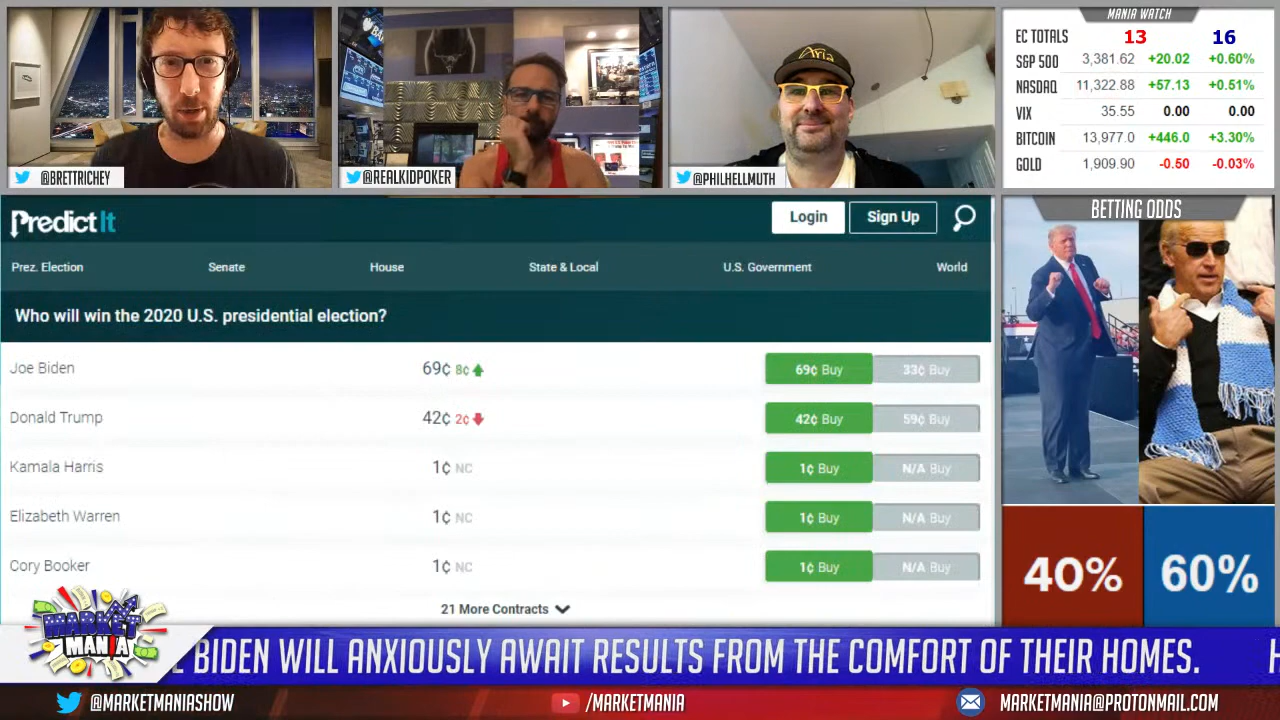 @BRETTRICHEY
@REALKIDPOKER
Aria
@PHILHELLMUTH
MANIA WATCH
EC TOTALS 13 16
S&P 500 3,381.62 +20.02 +0.60%
NASDAQ 11,322.88 +57.13 +0.51%
VIX 35.55 0.00 0.00
BITCOIN 13,977.0 +446.0 +3.30%
GOLD 1,909.90 -0.50 -0.03%
PredictIt
Login Sign Up
Prez. Election Senate House State & Local U.S. Government World
Who will win the 2020 U.S. presidential election?
Joe Biden 69¢ 8¢ 69¢ Buy 33¢ Buy
Donald Trump 42¢ 2¢ 42¢ Buy 59¢ Buy
Kamala Harris 1¢ NC 1¢ Buy N/A Buy
Elizabeth Warren 1¢ NC 1¢ Buy N/A Buy
Cory Booker 1¢ NC 1¢ Buy N/A Buy
21 More Contracts
BETTING ODDS
40% 60%
MARKET
MANIA
BIDEN WILL ANXIOUSLY AWAIT RESULTS FROM THE COMFORT OF THEIR HOMES.
@MARKETMANIASHOW /MARKETMANIA MARKETMANIA@PROTONMAIL.COM